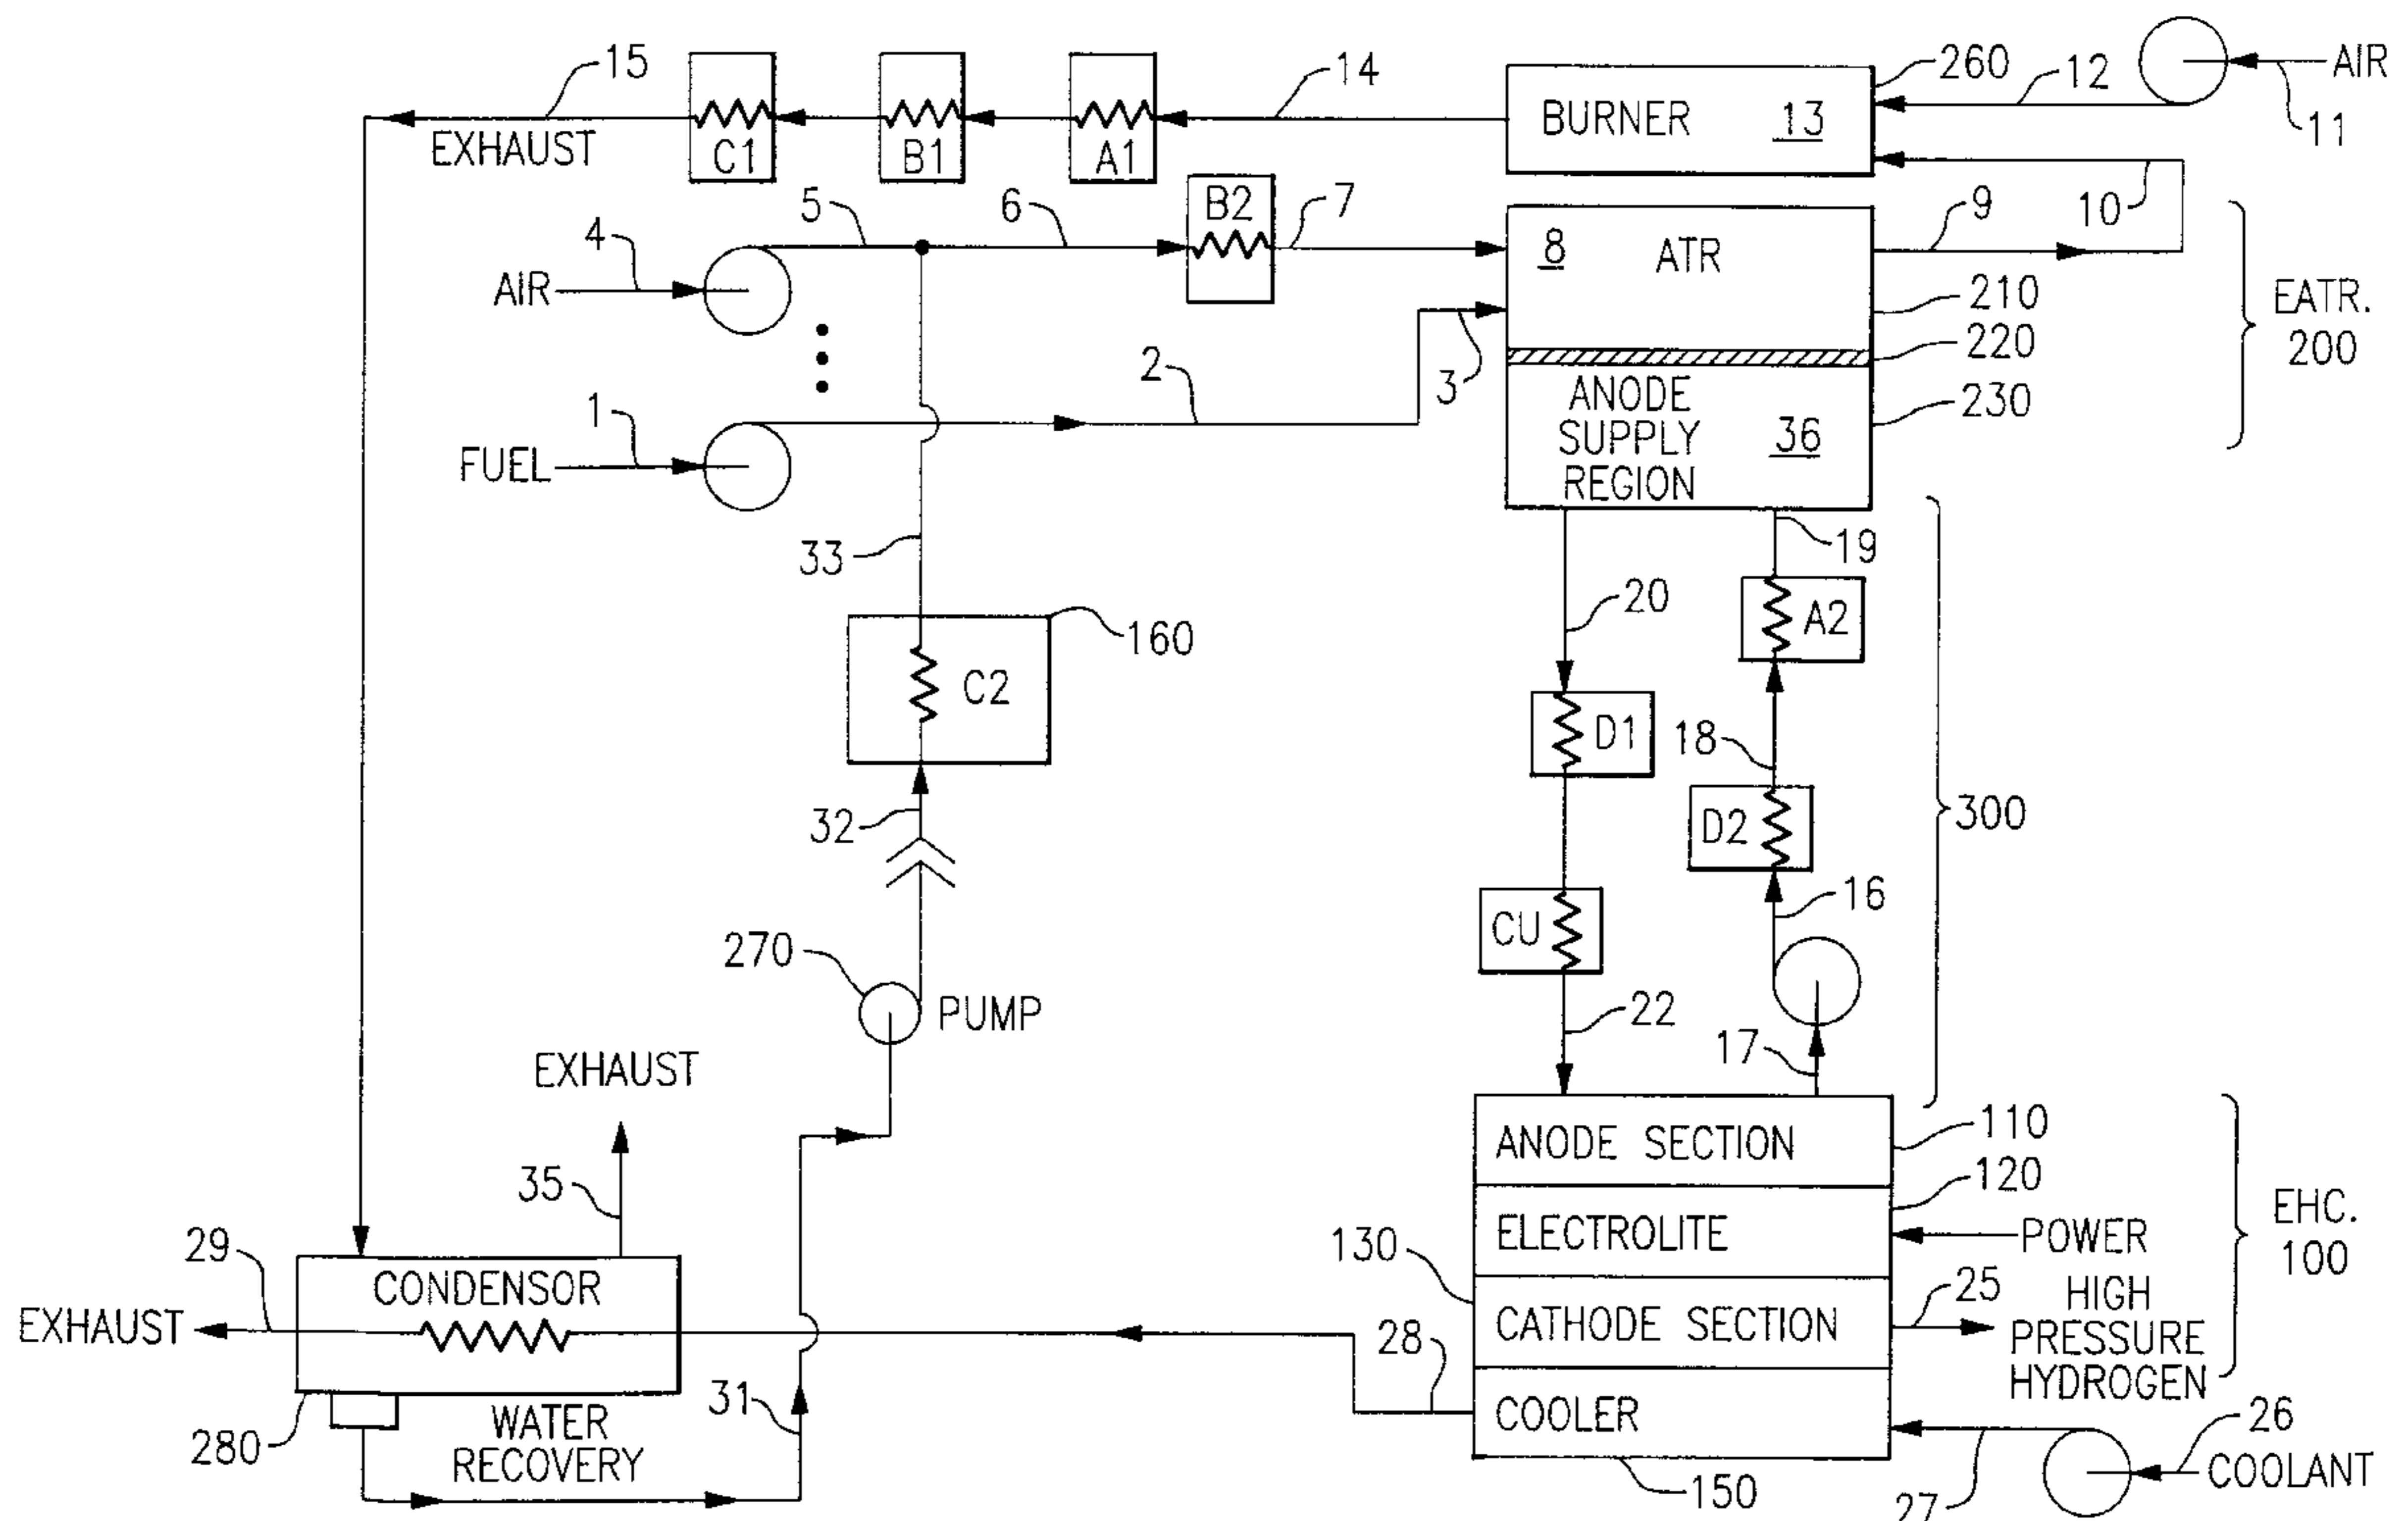 15
14
260
12
AIR
11
BURNER
13
EXHAUST
C1
B1
A1
10
4
5
6
B2
7
8
ATR
9
AIR
210
EATR.
200
220
2
3
1
ANODE
SUPPLY
REGION
36
230
FUEL
33
19
20
A2
160
C2
D1
18
300
32
D2
CU
16
270
PUMP
22
17
EXHAUST
110
ANODE SECTION
35
120
29
130
ELECTROLITE
POWER
EHC.
100
CONDENSOR
25
HIGH
PRESSURE
HYDROGEN
EXHAUST
CATHODE SECTION
28
31
WATER
RECOVERY
280
COOLER
26
COOLANT
150
27